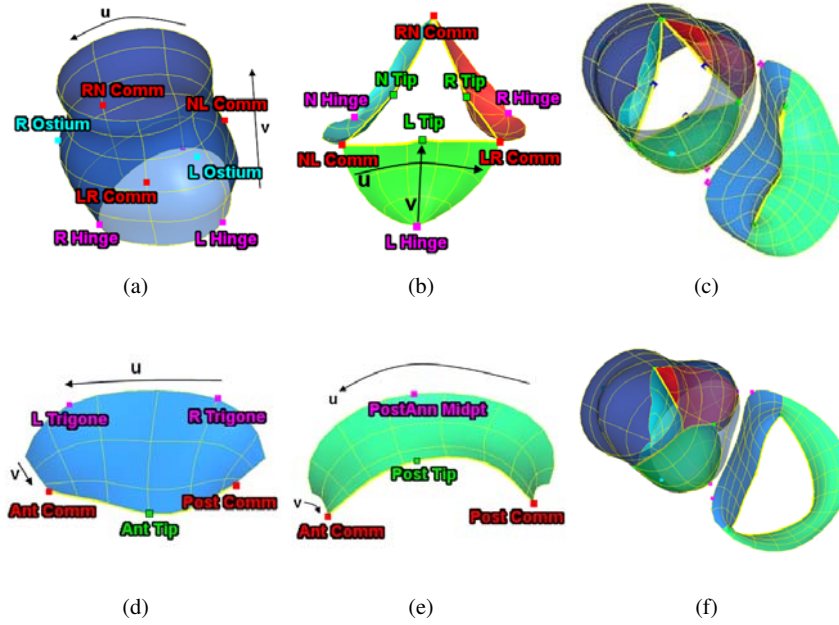 u
RN Comm
NL Comm
v
R Ostium
L Ostium
LR Comm
R Hinge
L Hinge
(a)
RN Comm
N Tip
R Tip
N Hinge
R Hinge
L Tip
NL Comm
LR Comm
u
v
L Hinge
(b)
(c)
u
L Trigone
R Trigone
v
Ant Comm
Post Comm
Ant Tip
(d)
u
PostAnn Midpt
Post Tip
v
Ant Comm
Post Comm
(e)
(f)